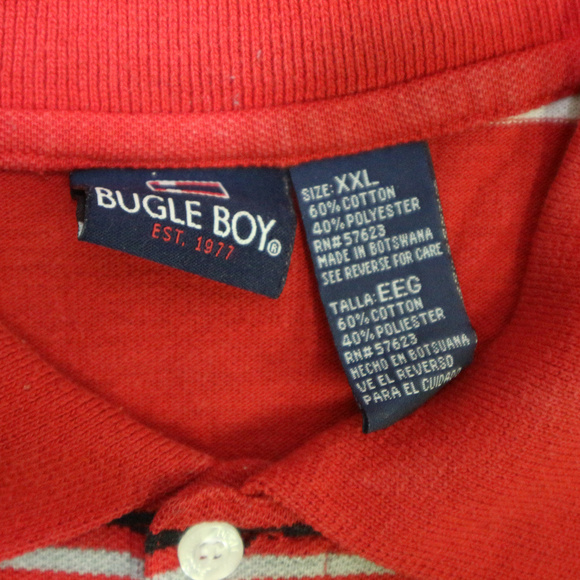 BUGLE BOY®
EST. 1977
SIZE: XXL
60% COTTON
40% POLYESTER
RN#57623
MADE IN BOTSWANA
SEE REVERSE FOR CARE
TALLA: EEG
60% COTTON
40% POLIESTER
RN#57623
HECHO EN BOTSUANA
VE EL REVERSO
PARA EL CUIDADO